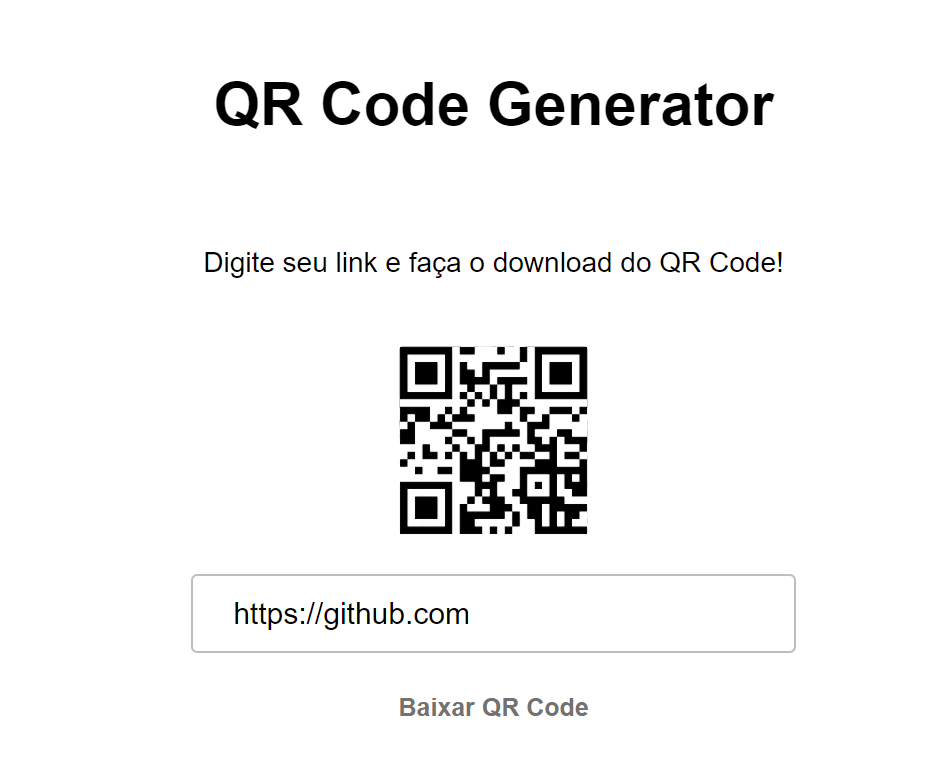 QR Code Generator
Digite seu link e faça o download do QR Code!
https://github.com
Baixar QR Code